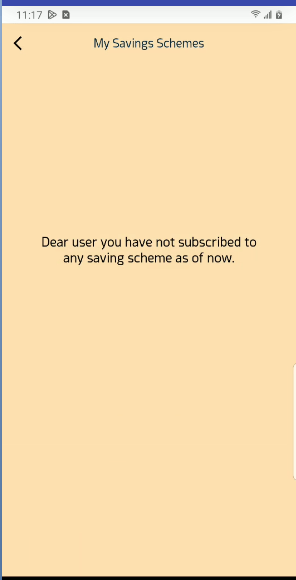 11:17
My Savings Schemes
Dear user you have not subscribed to
any saving scheme as of now.